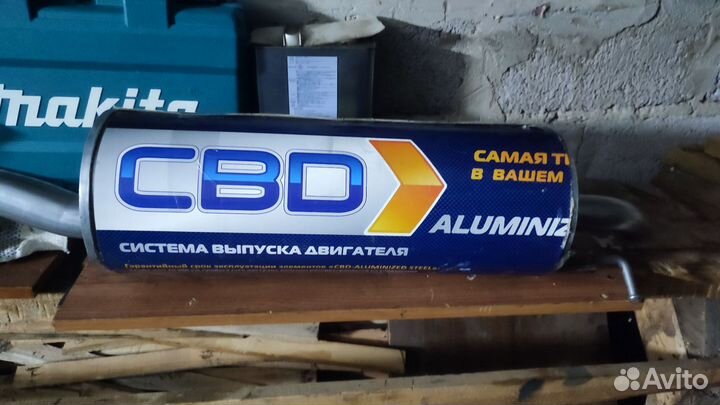 makita
CBD
САМАЯ
В ВАШЕМ
ALUMINIZ
СИСТЕМА ВЫПУСКА ДВИГАТЕЛЯ
Гарантийный срок эксплуатации элементов «CBD-ALUMINIZED STEEL»
Avito